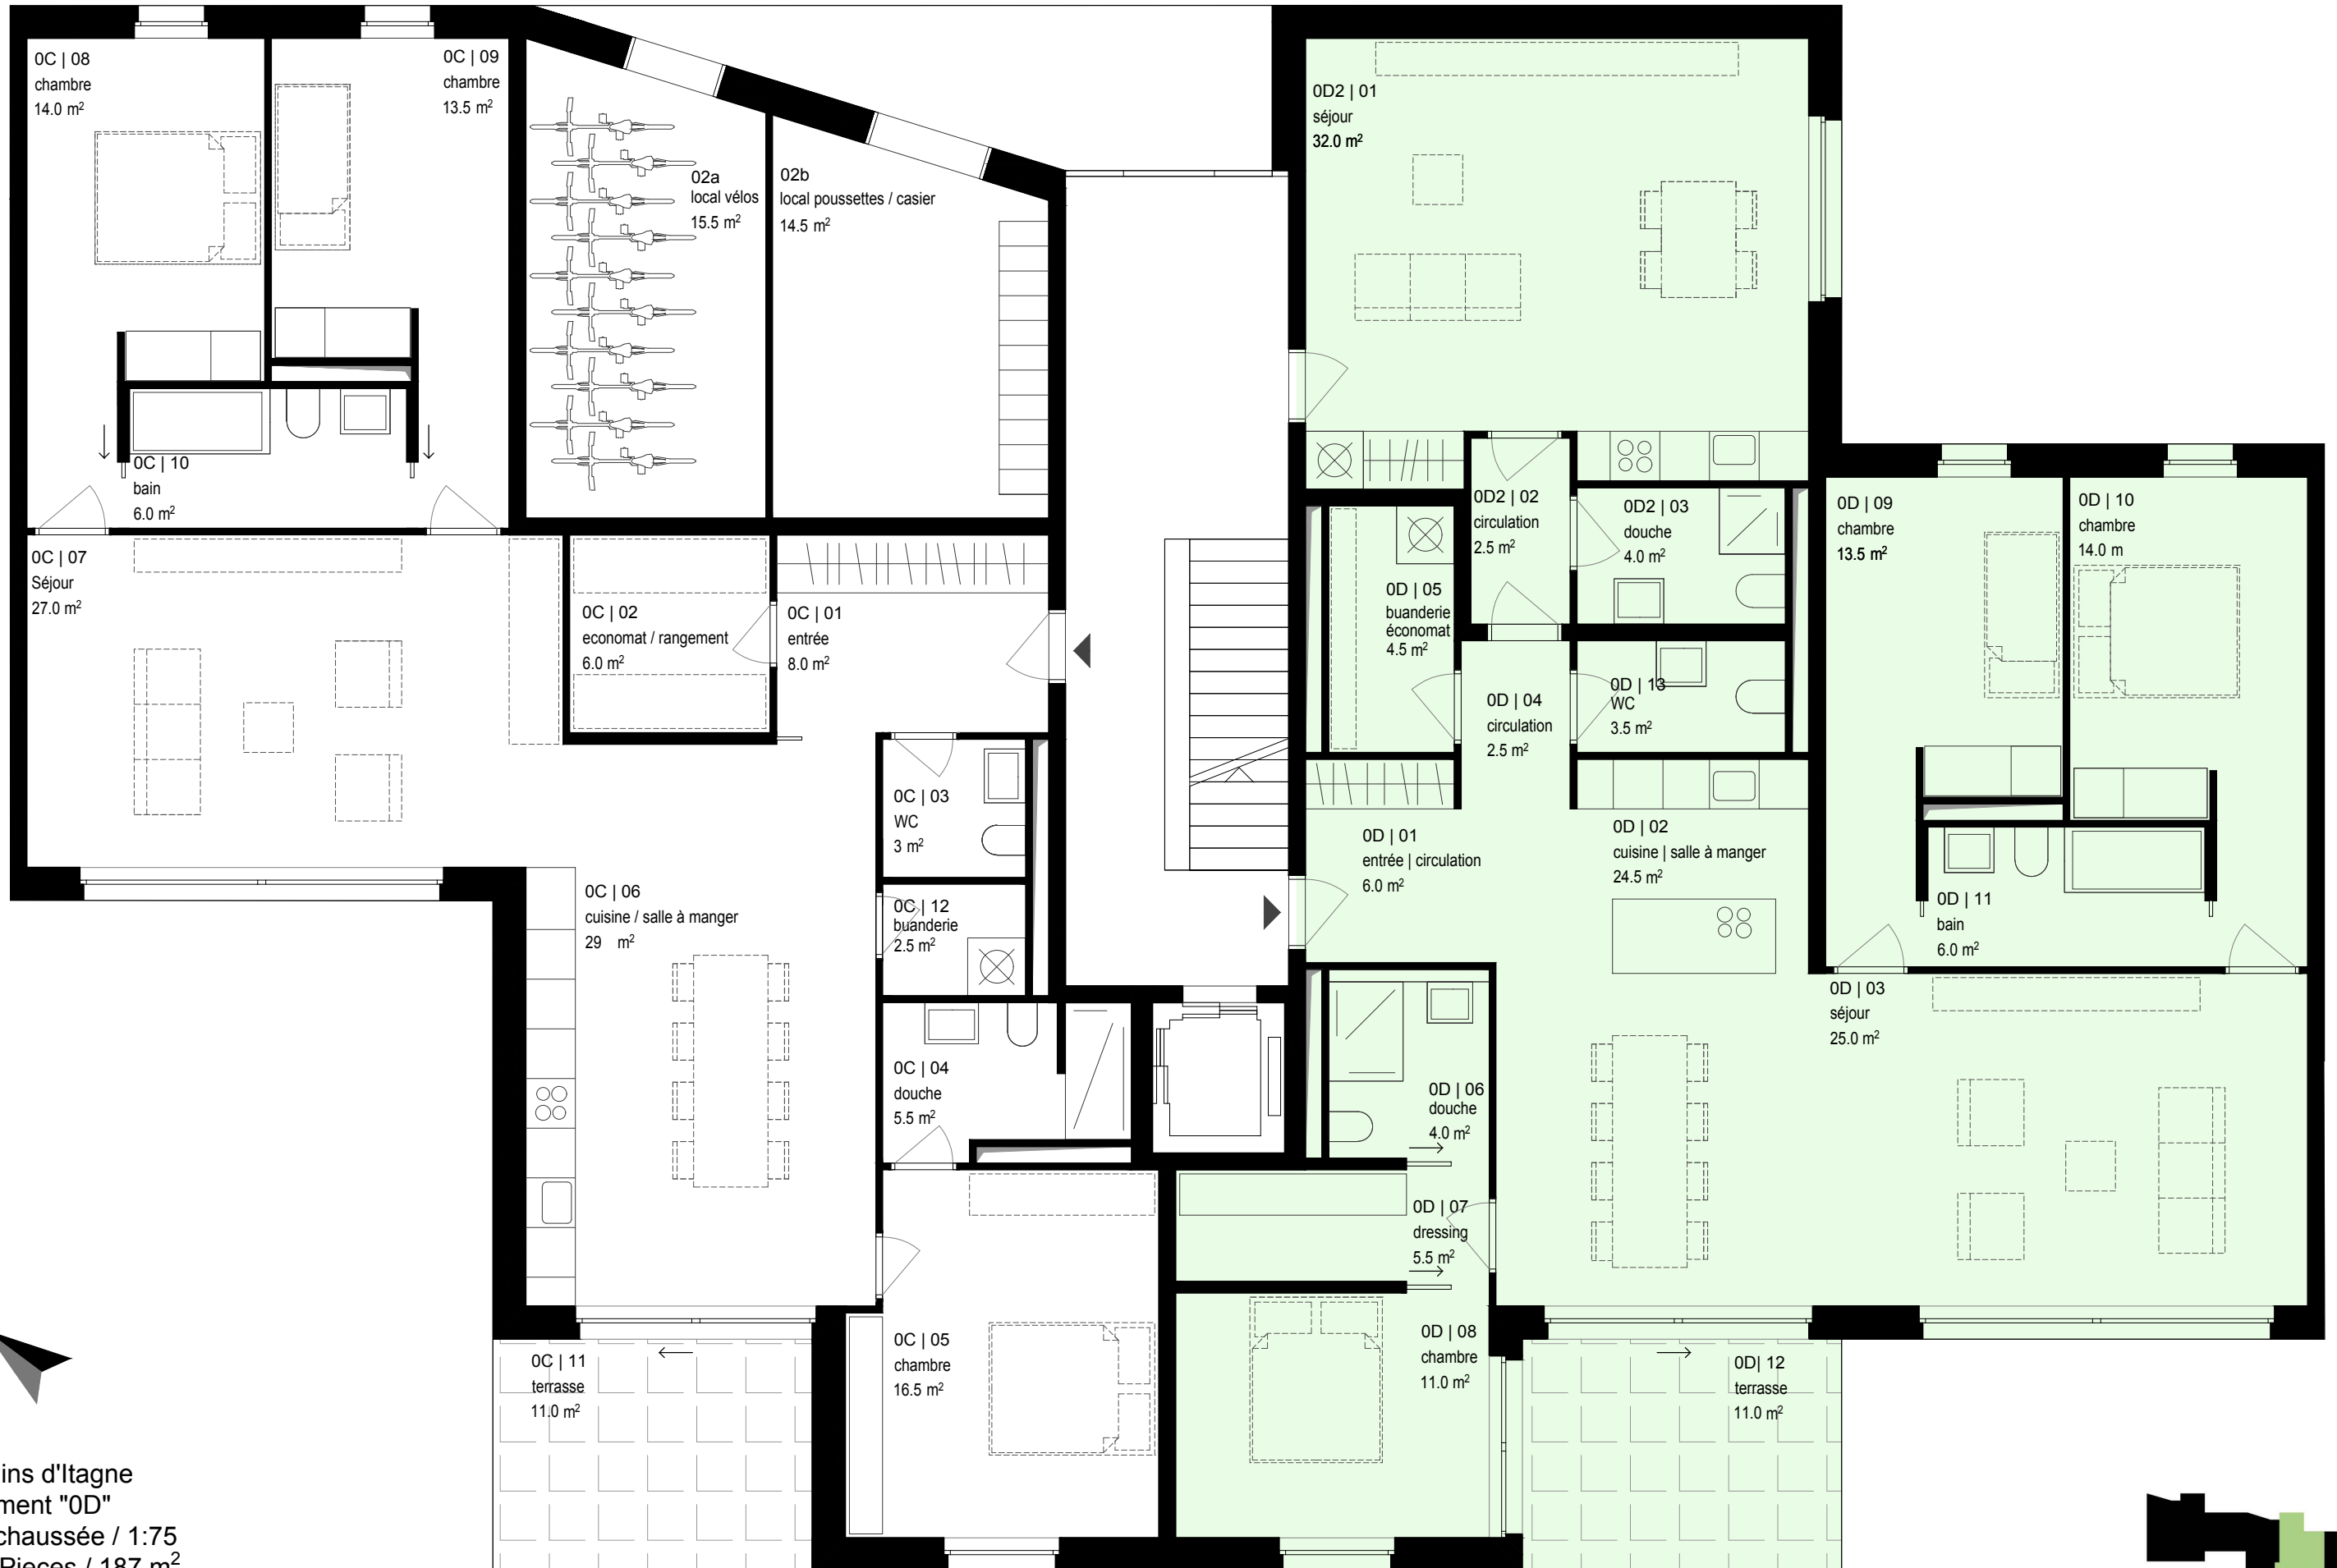 0C | 08
chambre
14.0 m²
0C | 09
chambre
13.5 m²
02a
local vélos
15.5 m²
02b
local poussettes / casier
14.5 m²
0D2 | 01
séjour
32.0 m²
0C | 10
bain
6.0 m²
0D2 | 02
circulation
2.5 m²
0D2 | 03
douche
4.0 m²
0D | 09
chambre
13.5 m²
0D | 10
chambre
14.0 m
0C | 07
Séjour
27.0 m²
0C | 02
economat / rangement
6.0 m²
0C | 01
entrée
8.0 m²
0D | 05
buanderie
économat
4.5 m²
0D | 04
circulation
2.5 m²
0D | 13
WC
3.5 m²
0C | 03
WC
3 m²
0D | 01
entrée | circulation
6.0 m²
0D | 02
cuisine | salle à manger
24.5 m²
0C | 06
cuisine / salle à manger
29 m²
0C | 12
buanderie
2.5 m²
0D | 11
bain
6.0 m²
0D | 03
séjour
25.0 m²
0C | 04
douche
5.5 m²
0D | 06
douche
4.0 m²
0D | 07
dressing
5.5 m²
0C | 05
chambre
16.5 m²
0D | 08
chambre
11.0 m²
0C | 11
terrasse
11.0 m²
0D| 12
terrasse
11.0 m²
ins d'Itagne
ment "0D"
chaussée / 1:75
Pieces / 187 m²